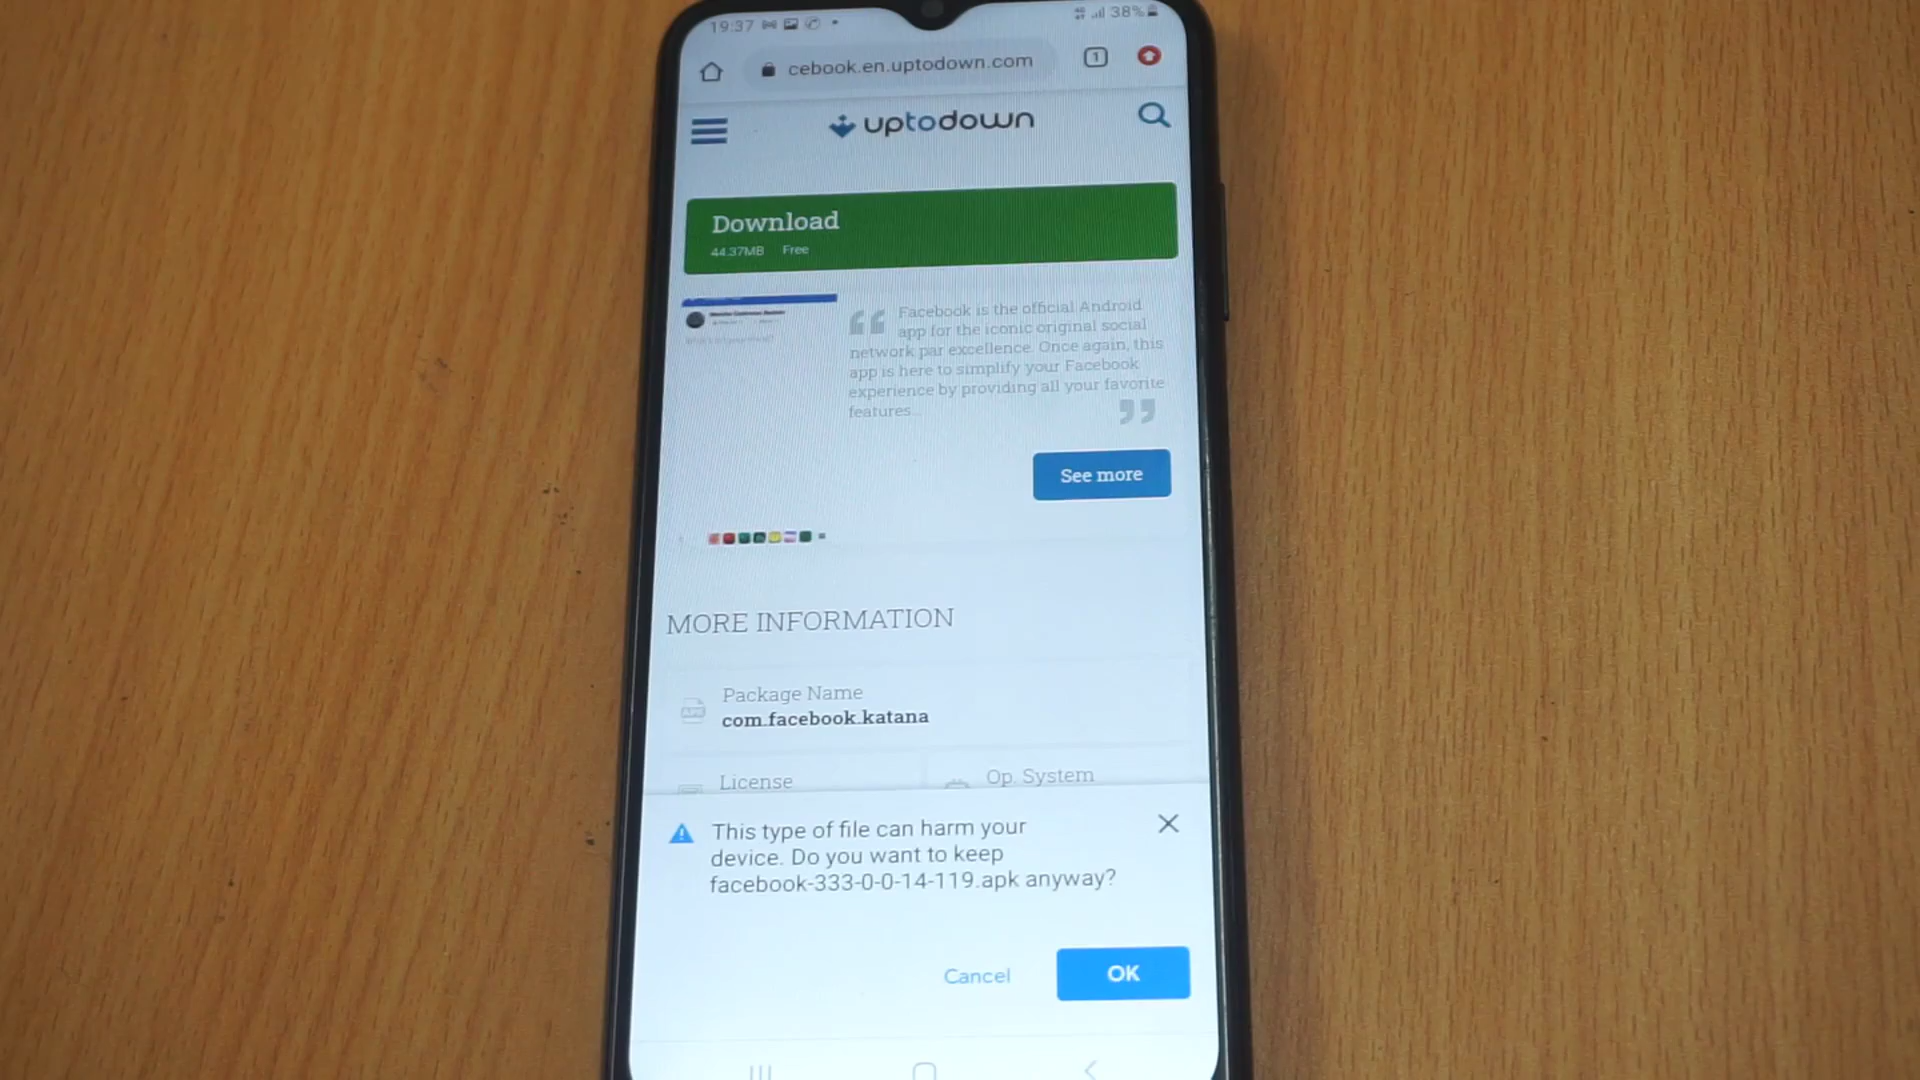 19:37
38%
cebook.en.uptodown.com
1
uptodown
Download
44.37MB Free
Facebook is the official Android
app for the iconic original social
network par excellence. Once again, this
app is here to simplify your Facebook
experience by providing all your favorite
features...
See more
MORE INFORMATION
Package Name
com.facebook.katana
License
Op. System
This type of file can harm your
device. Do you want to keep
facebook-333-0-0-14-119.apk anyway?
Cancel
OK